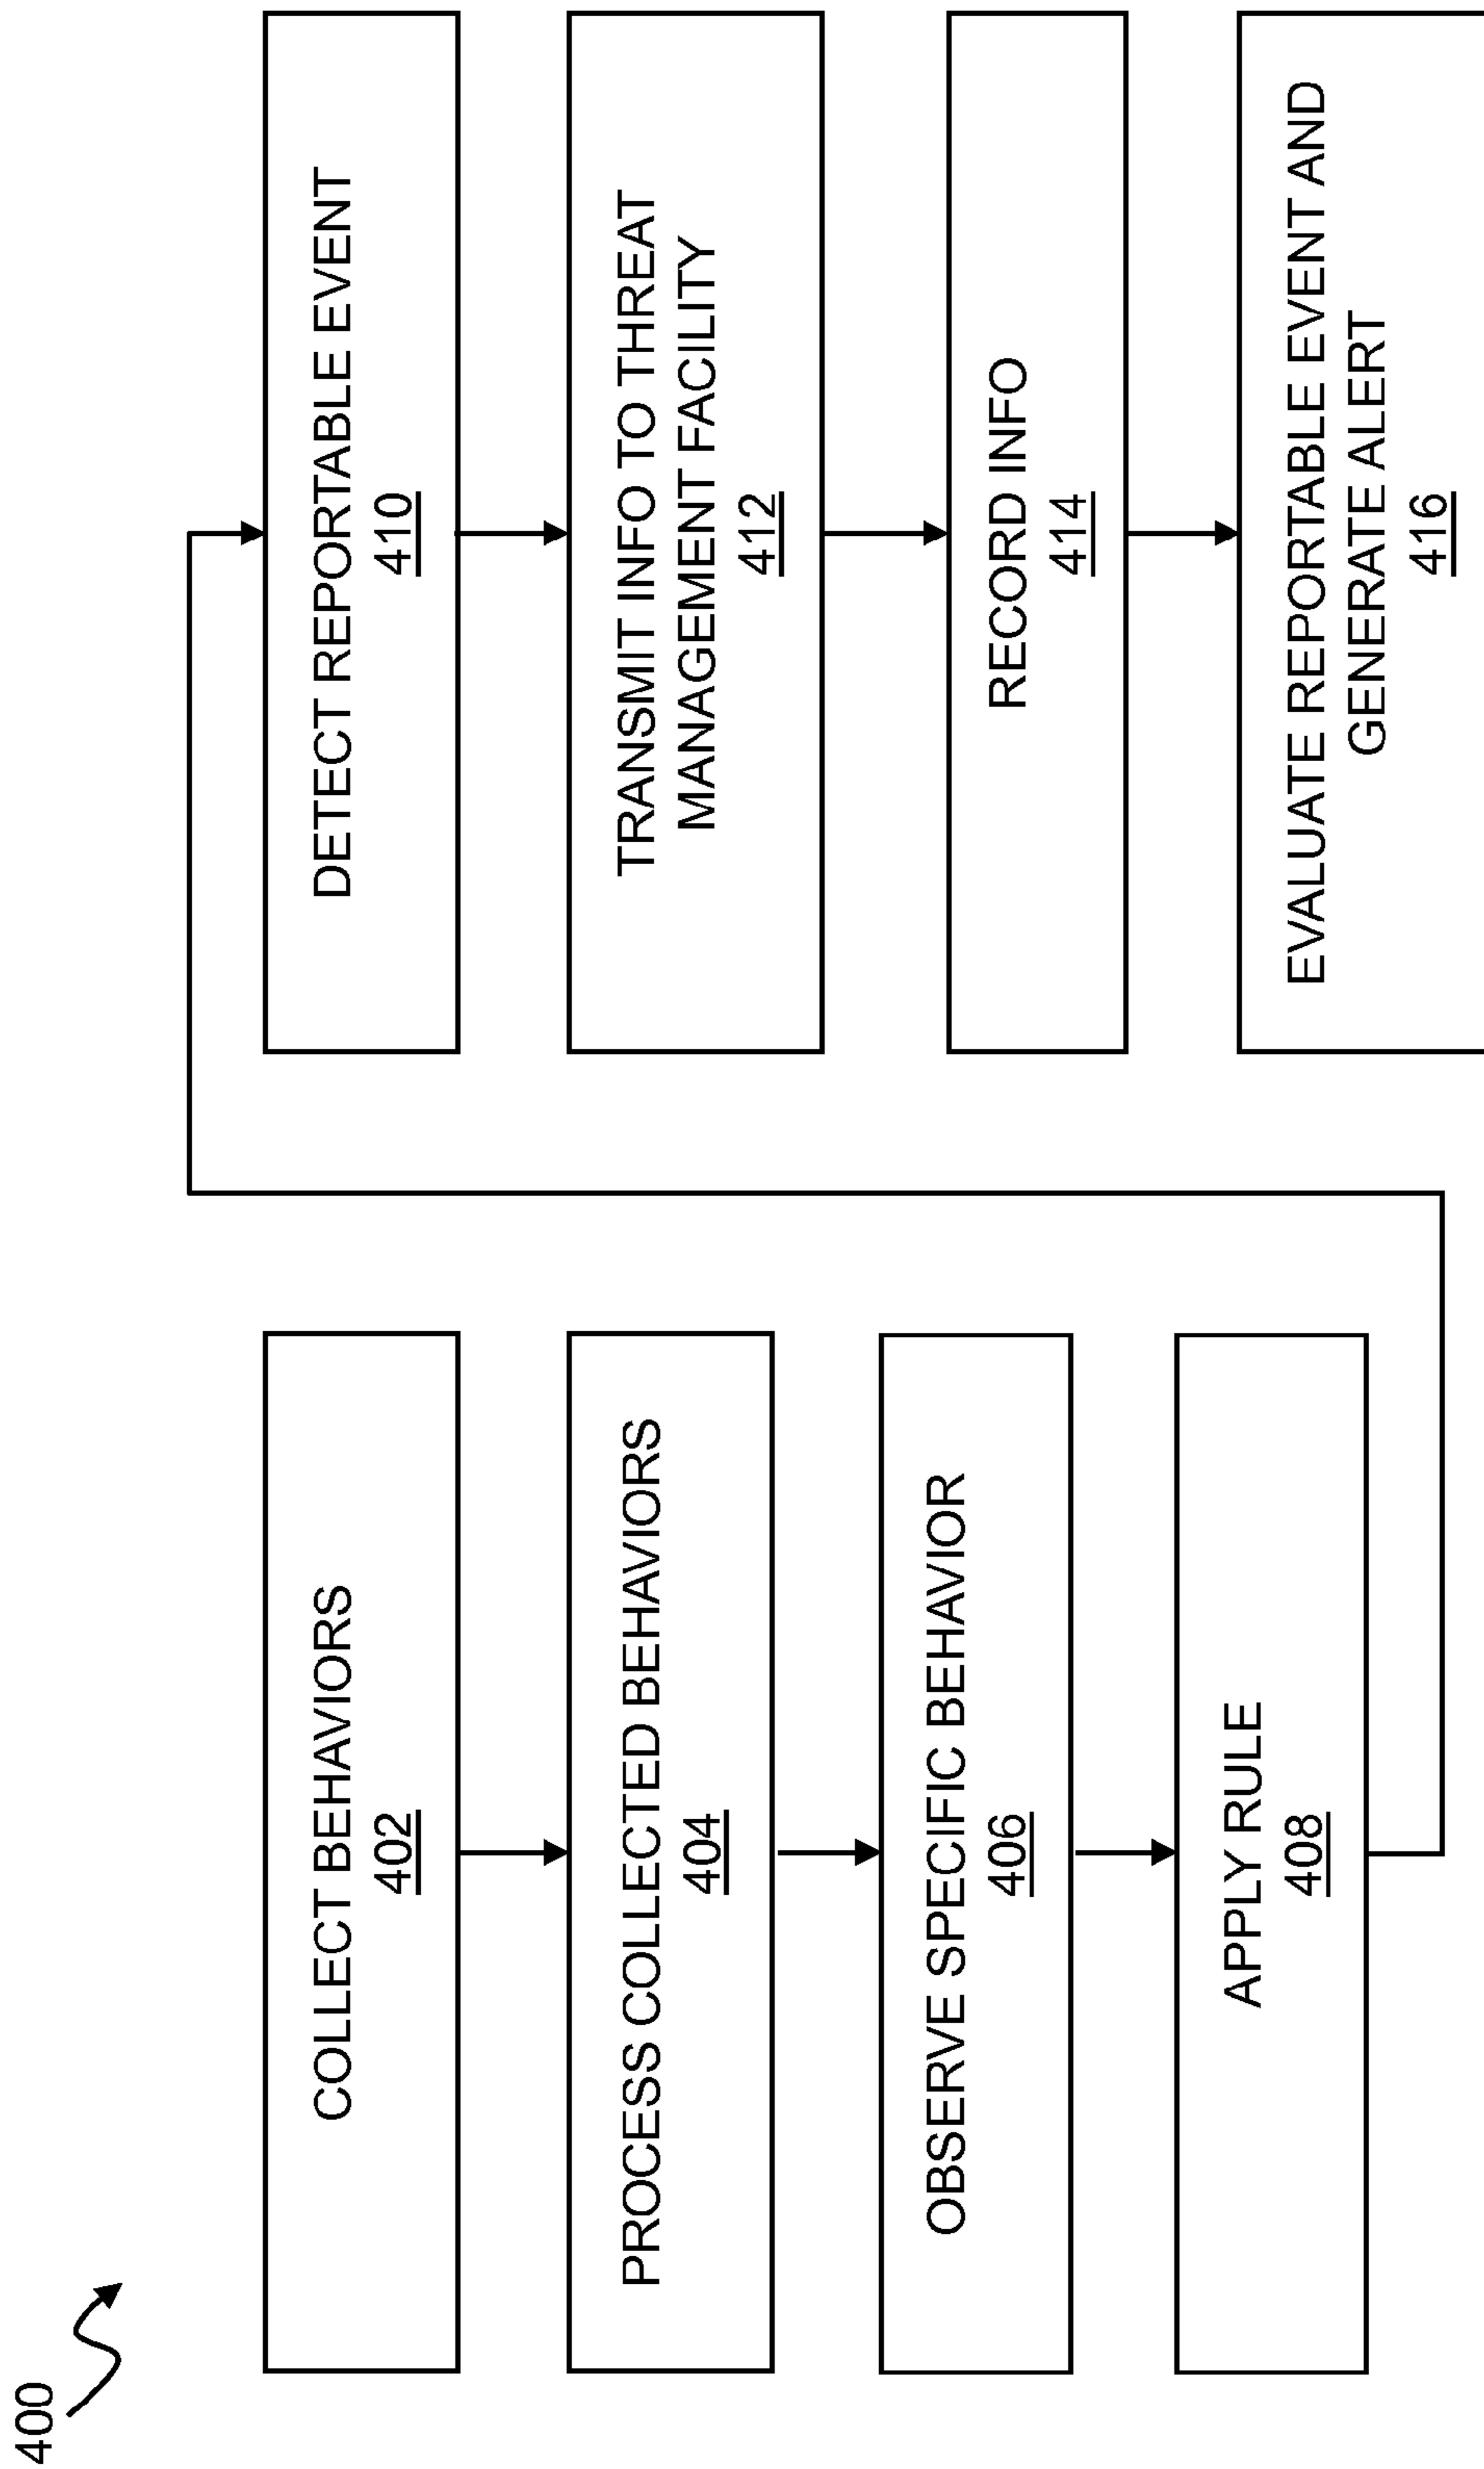 400
COLLECT BEHAVIORS
402
PROCESS COLLECTED BEHAVIORS
404
OBSERVE SPECIFIC BEHAVIOR
406
APPLY RULE
408
DETECT REPORTABLE EVENT
410
TRANSMIT INFO TO THREAT
MANAGEMENT FACILITY
412
RECORD INFO
414
EVALUATE REPORTABLE EVENT AND
GENERATE ALERT
416